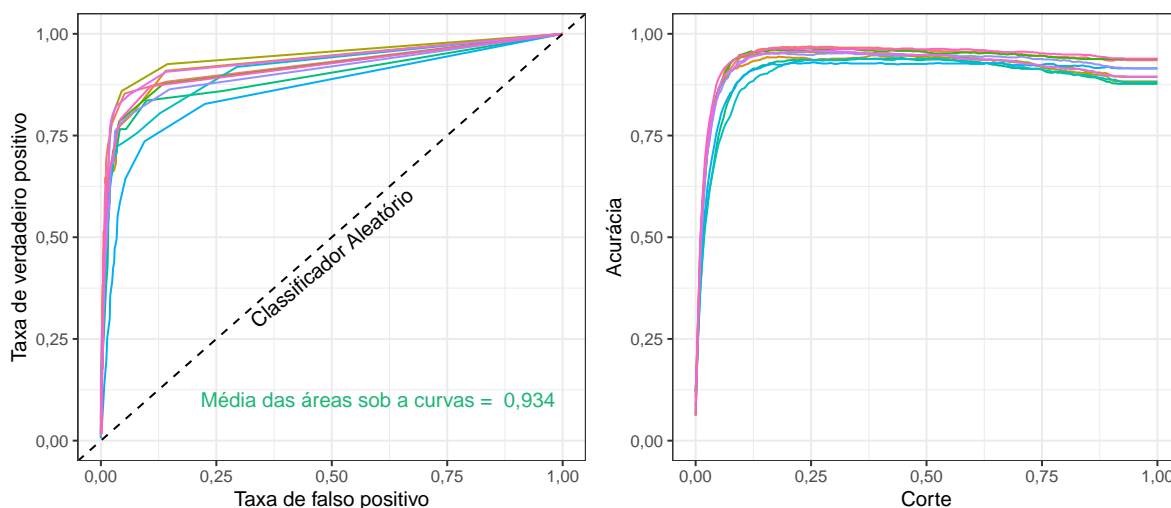 Taxa de verdadeiro positivo
1,00
0,75
0,50
0,25
0,00
Classificador Aleatório
Média das áreas sob a curvas = 0,934
0,00 0,25 0,50 0,75 1,00
Taxa de falso positivo
Acurácia
1,00
0,75
0,50
0,25
0,00
0,00 0,25 0,50 0,75 1,00
Corte